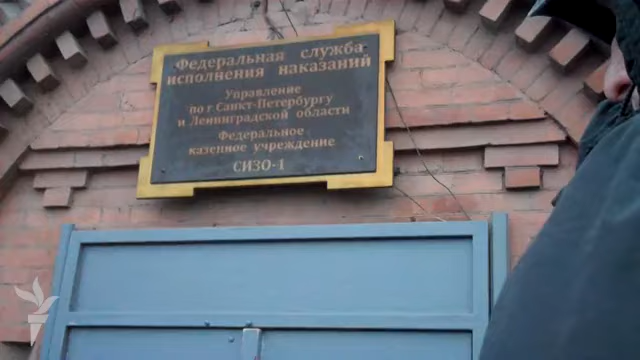 Федеральная служба
исполнения наказаний
Управление
по г Санкт-Петербургу
и Ленинградской области
Федеральное
казенное учреждение
СИЗО-1